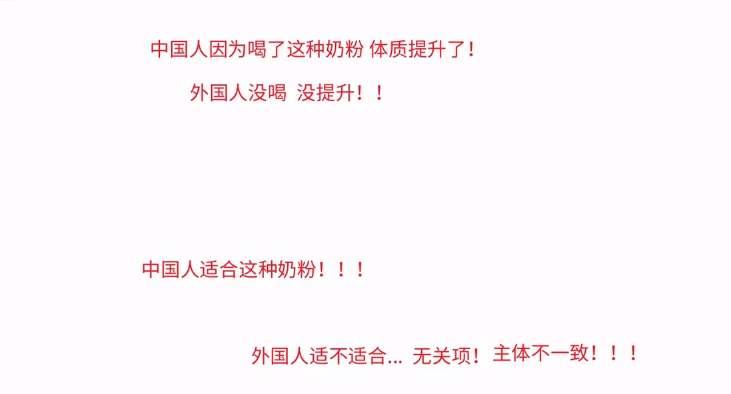 中国人因为喝了这种奶粉 体质提升了！
外国人没喝 没提升！！
中国人适合这种奶粉！！！
外国人适不适合... 无关项！ 主体不一致！！！